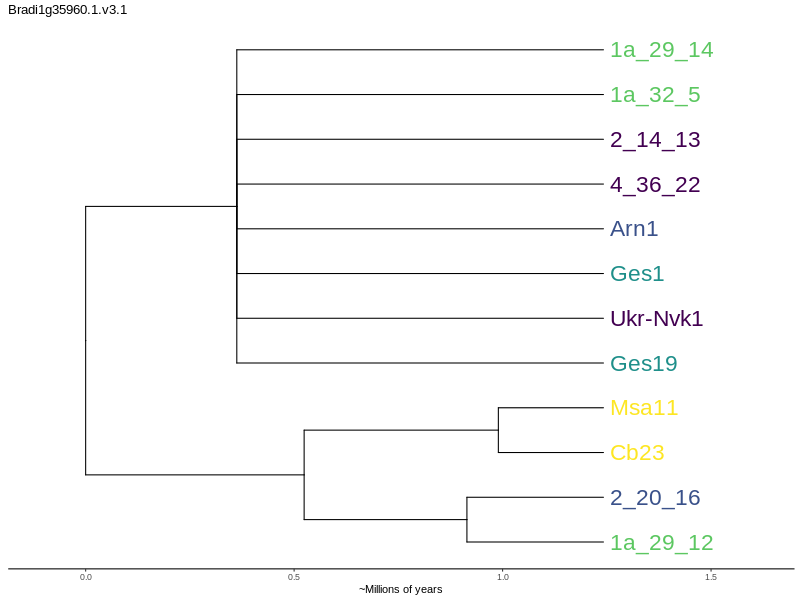 Bradi1g35960.1.v3.1
1a_29_14
1a_32_5
2_14_13
4_36_22
Arn1
Ges1
Ukr-Nvk1
Ges19
Msa11
Cb23
2_20_16
1a_29_12
0.0 0.5 1.0 1.5
~Millions of years